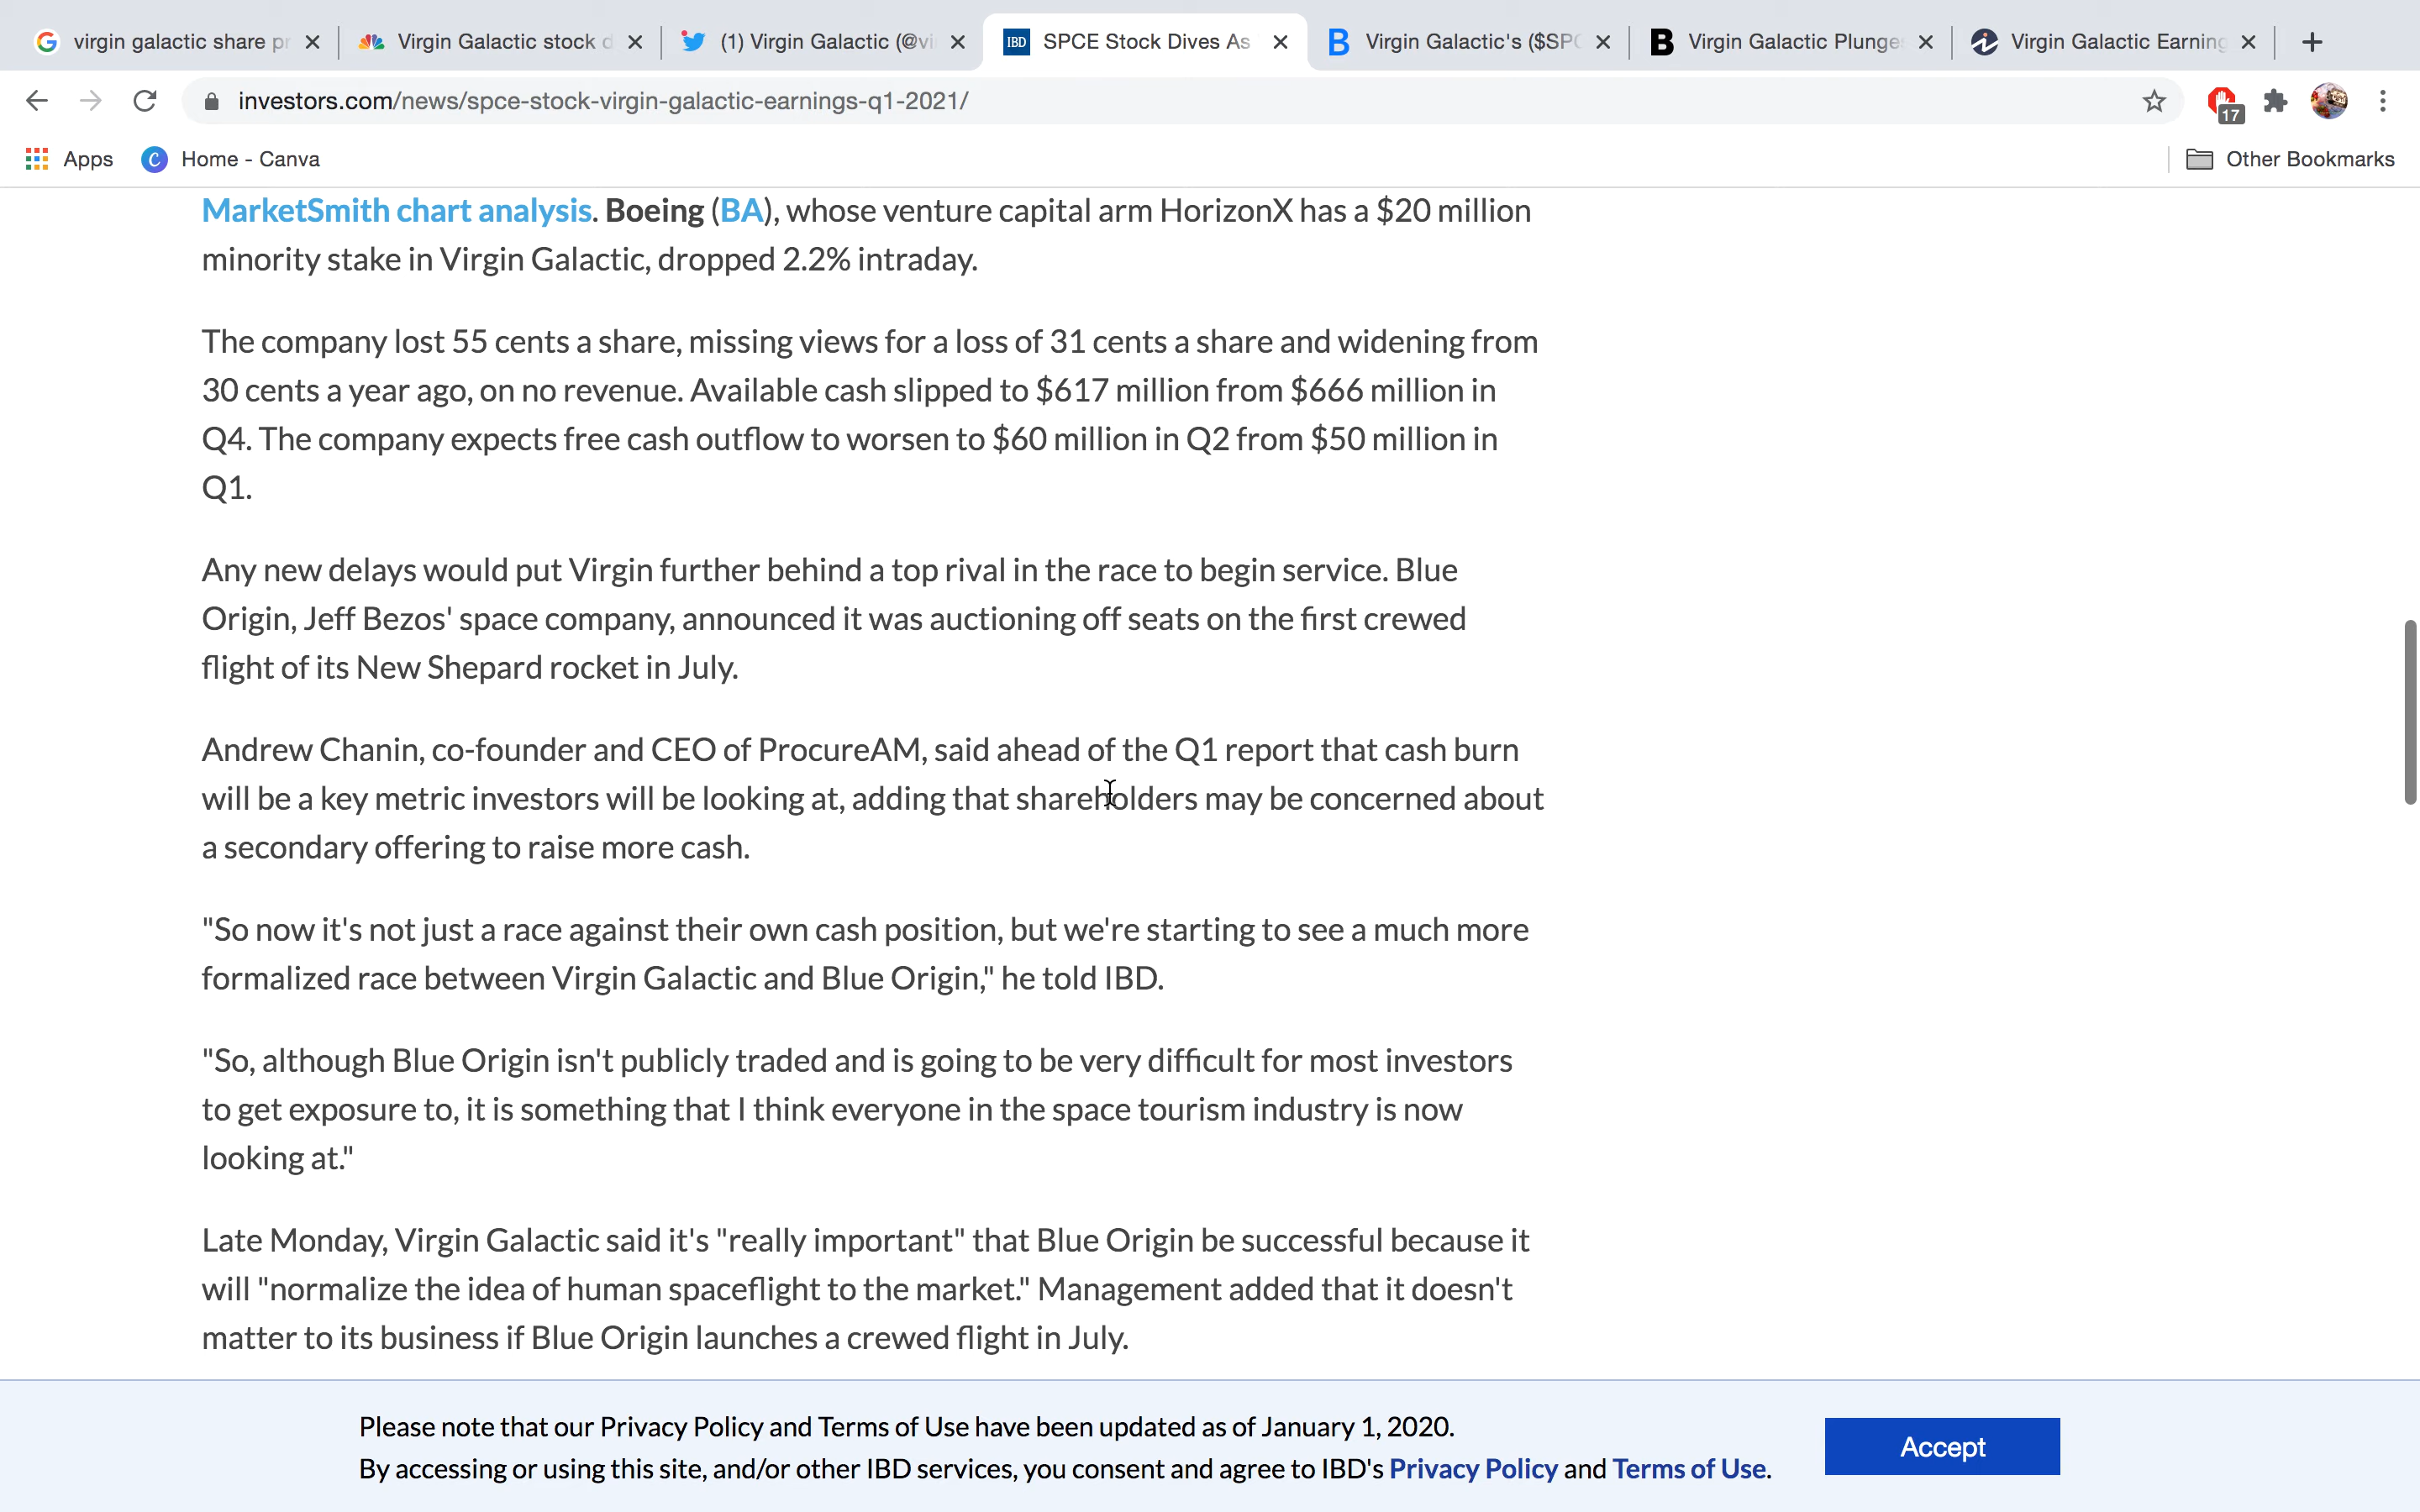 virgin galactic share pr
Virgin Galactic stock d
(1) Virgin Galactic (@vi
IBD
SPCE Stock Dives As
Virgin Galactic's ($SPC
Virgin Galactic Plunge
Virgin Galactic Earning
investors.com/news/spce-stock-virgin-galactic-earnings-q1-2021/
17
Apps
Home - Canva
Other Bookmarks
MarketSmith chart analysis. Boeing (BA), whose venture capital arm HorizonX has a $20 million
minority stake in Virgin Galactic, dropped 2.2% intraday.
The company lost 55 cents a share, missing views for a loss of 31 cents a share and widening from
30 cents a year ago, on no revenue. Available cash slipped to $617 million from $666 million in
Q4. The company expects free cash outflow to worsen to $60 million in Q2 from $50 million in
Q1.
Any new delays would put Virgin further behind a top rival in the race to begin service. Blue
Origin, Jeff Bezos' space company, announced it was auctioning off seats on the first crewed
flight of its New Shepard rocket in July.
Andrew Chanin, co-founder and CEO of ProcureAM, said ahead of the Q1 report that cash burn
will be a key metric investors will be looking at, adding that shareholders may be concerned about
a secondary offering to raise more cash.
"So now it's not just a race against their own cash position, but we're starting to see a much more
formalized race between Virgin Galactic and Blue Origin," he told IBD.
"So, although Blue Origin isn't publicly traded and is going to be very difficult for most investors
to get exposure to, it is something that I think everyone in the space tourism industry is now
looking at."
Late Monday, Virgin Galactic said it's "really important" that Blue Origin be successful because it
will "normalize the idea of human spaceflight to the market." Management added that it doesn't
matter to its business if Blue Origin launches a crewed flight in July.
Please note that our Privacy Policy and Terms of Use have been updated as of January 1, 2020.
By accessing or using this site, and/or other IBD services, you consent and agree to IBD's Privacy Policy and Terms of Use.
Accept